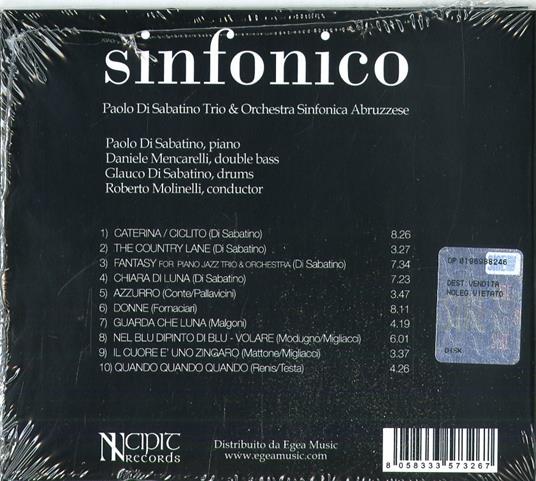 sinfonico
Paolo Di Sabatino Trio & Orchestra Sinfonica Abruzzese
Paolo Di Sabatino, piano
Daniele Mencarelli, double bass
Glauco Di Sabatino, drums
Roberto Molinelli, conductor
1) CATERINA / CICLITO (Di Sabatino) 8.26
2) THE COUNTRY LANE (Di Sabatino) 3.27
3) FANTASY FOR PIANO JAZZ TRIO & ORCHESTRA (Di Sabatino) 7.34
4) CHIARA DI LUNA (Di Sabatino) 7.23
5) AZZURRO (Conte/Pallavicini) 3.47
6) DONNE (Fornaciari) 8.11
7) GUARDA CHE LUNA (Malgoni) 4.19
8) NEL BLU DIPINTO DI BLU - VOLARE (Modugno/Migliacci) 6.01
9) IL CUORE E' UNO ZINGARO (Mattone/Migliacci) 3.37
10) QUANDO QUANDO QUANDO (Renis/Testa) 4.26
OP 0196988246
DEST.VENDITA
NOLEG.VIETATO
DISK
NCIPIT
RECORDS
Distribuito da Egea Music
www.egeamusic.com
8 058333 573267